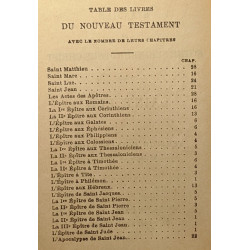 TABLE DES LIVRES
DU NOUVEAU TESTAMENT
AVEC LE NOMBRE DE LEURS CHAPITRES
CHAP.
Saint Matthieu 28
Saint Marc 16
Saint Luc 24
Saint Jean 21
Les Actes des Apôtres 28
L'Épître aux Romains 16
La Ire Épître aux Corinthiens 16
La IIe Épître aux Corinthiens 13
L'Épître aux Galates 6
L'Épître aux Éphésiens 6
L'Épître aux Philippiens 4
L'Épître aux Colossiens 4
La Ire Épître aux Thessaloniciens 5
La IIe Épître aux Thessaloniciens 3
La Ire Épître à Timothée 6
La IIe Épître à Timothée 4
L'Épître à Tite 3
L'Épître à Philémon 1
L'Épître aux Hébreux 13
L'Épître de Saint Jacques 5
La Ire Épître de Saint Pierre 5
La IIe Épître de Saint Pierre 3
La Ire Épître de Saint Jean 5
La IIe Épître de Saint Jean 1
La IIIe Épître de Saint Jean 1
L'Épître de Saint Jude 1
L'Apocalypse de Saint Jean 22